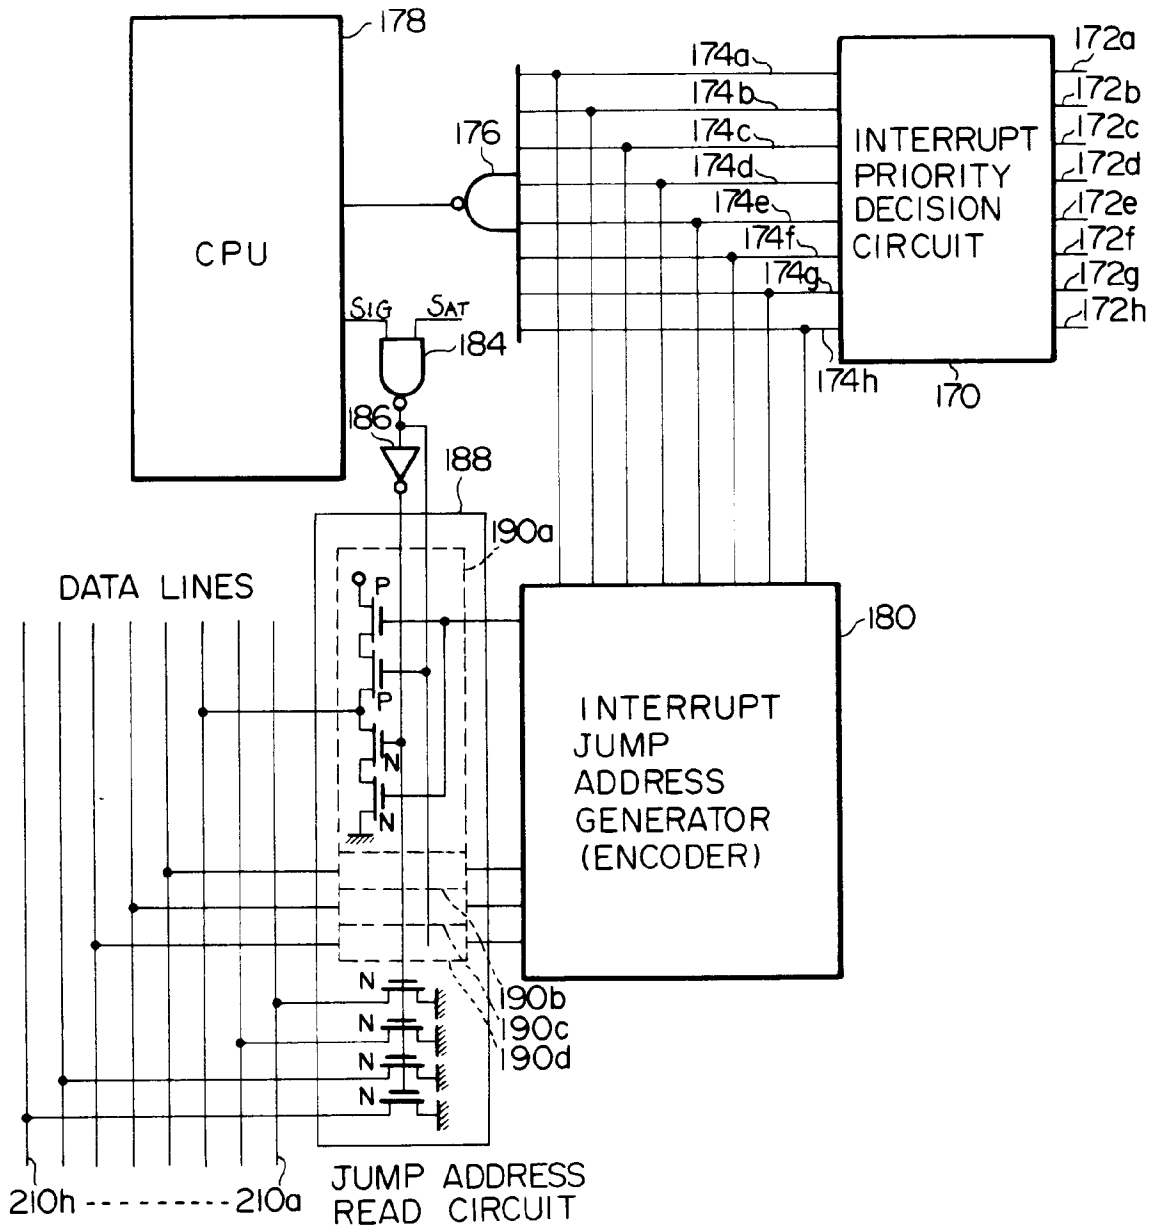 178
CPU
SIG
SAT
184
186
176
174a
174b
174c
174d
174e
174f
174g
174h
INTERRUPT
PRIORITY
DECISION
CIRCUIT
170
172a
172b
172c
172d
172e
172f
172g
172h
188
190a
DATA LINES
P
P
N
N
180
INTERRUPT
JUMP
ADDRESS
GENERATOR
(ENCODER)
N
N
N
N
190b
190c
190d
210h
210a
JUMP ADDRESS
READ CIRCUIT